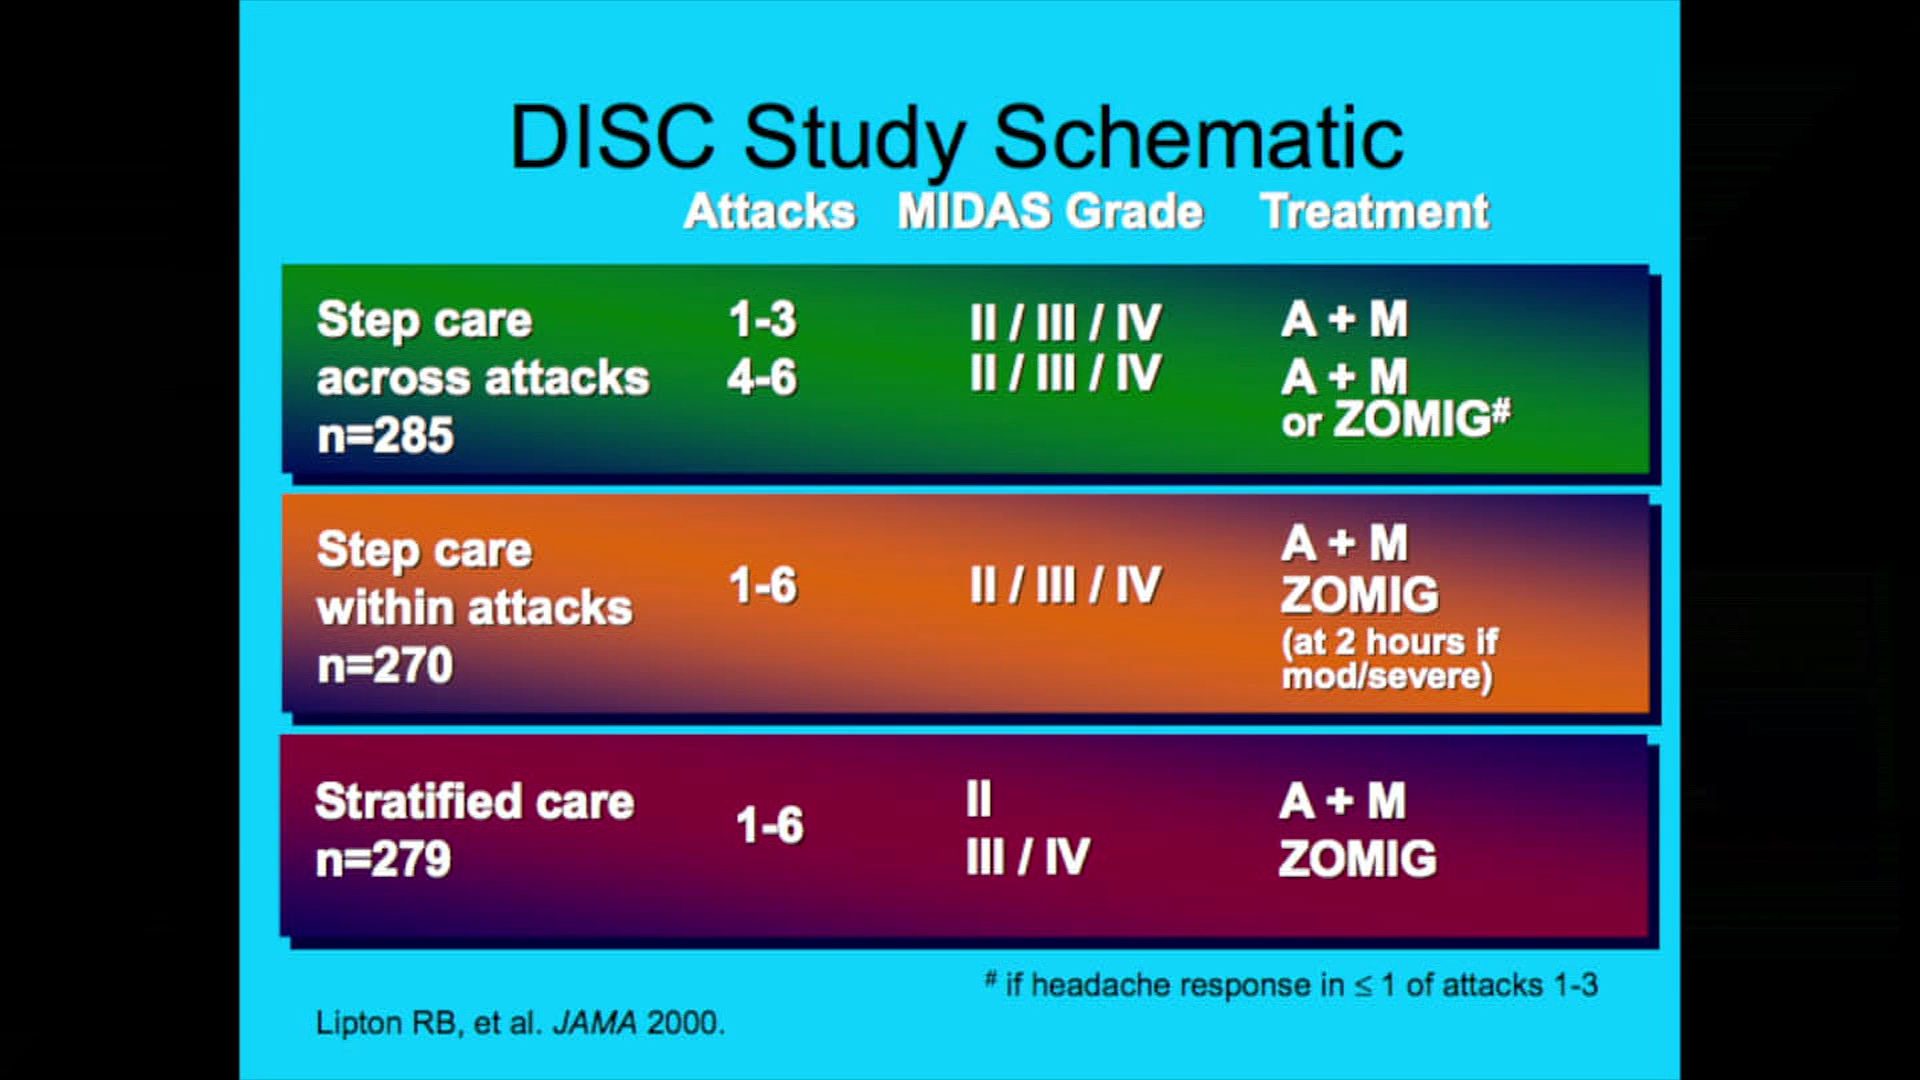 DISC Study Schematic
Attacks MIDAS Grade Treatment
Step care 1-3 II / III / IV A + M
across attacks 4-6 II / III / IV A + M
or ZOMIG#
n=285
Step care
within attacks
n=270
1-6
II / III / IV
A + M
ZOMIG
(at 2 hours if
mod/severe)
Stratified care
n=279
1-6
II
III / IV
A + M
ZOMIG
# if headache response in ≤ 1 of attacks 1-3
Lipton RB, et al. JAMA 2000.